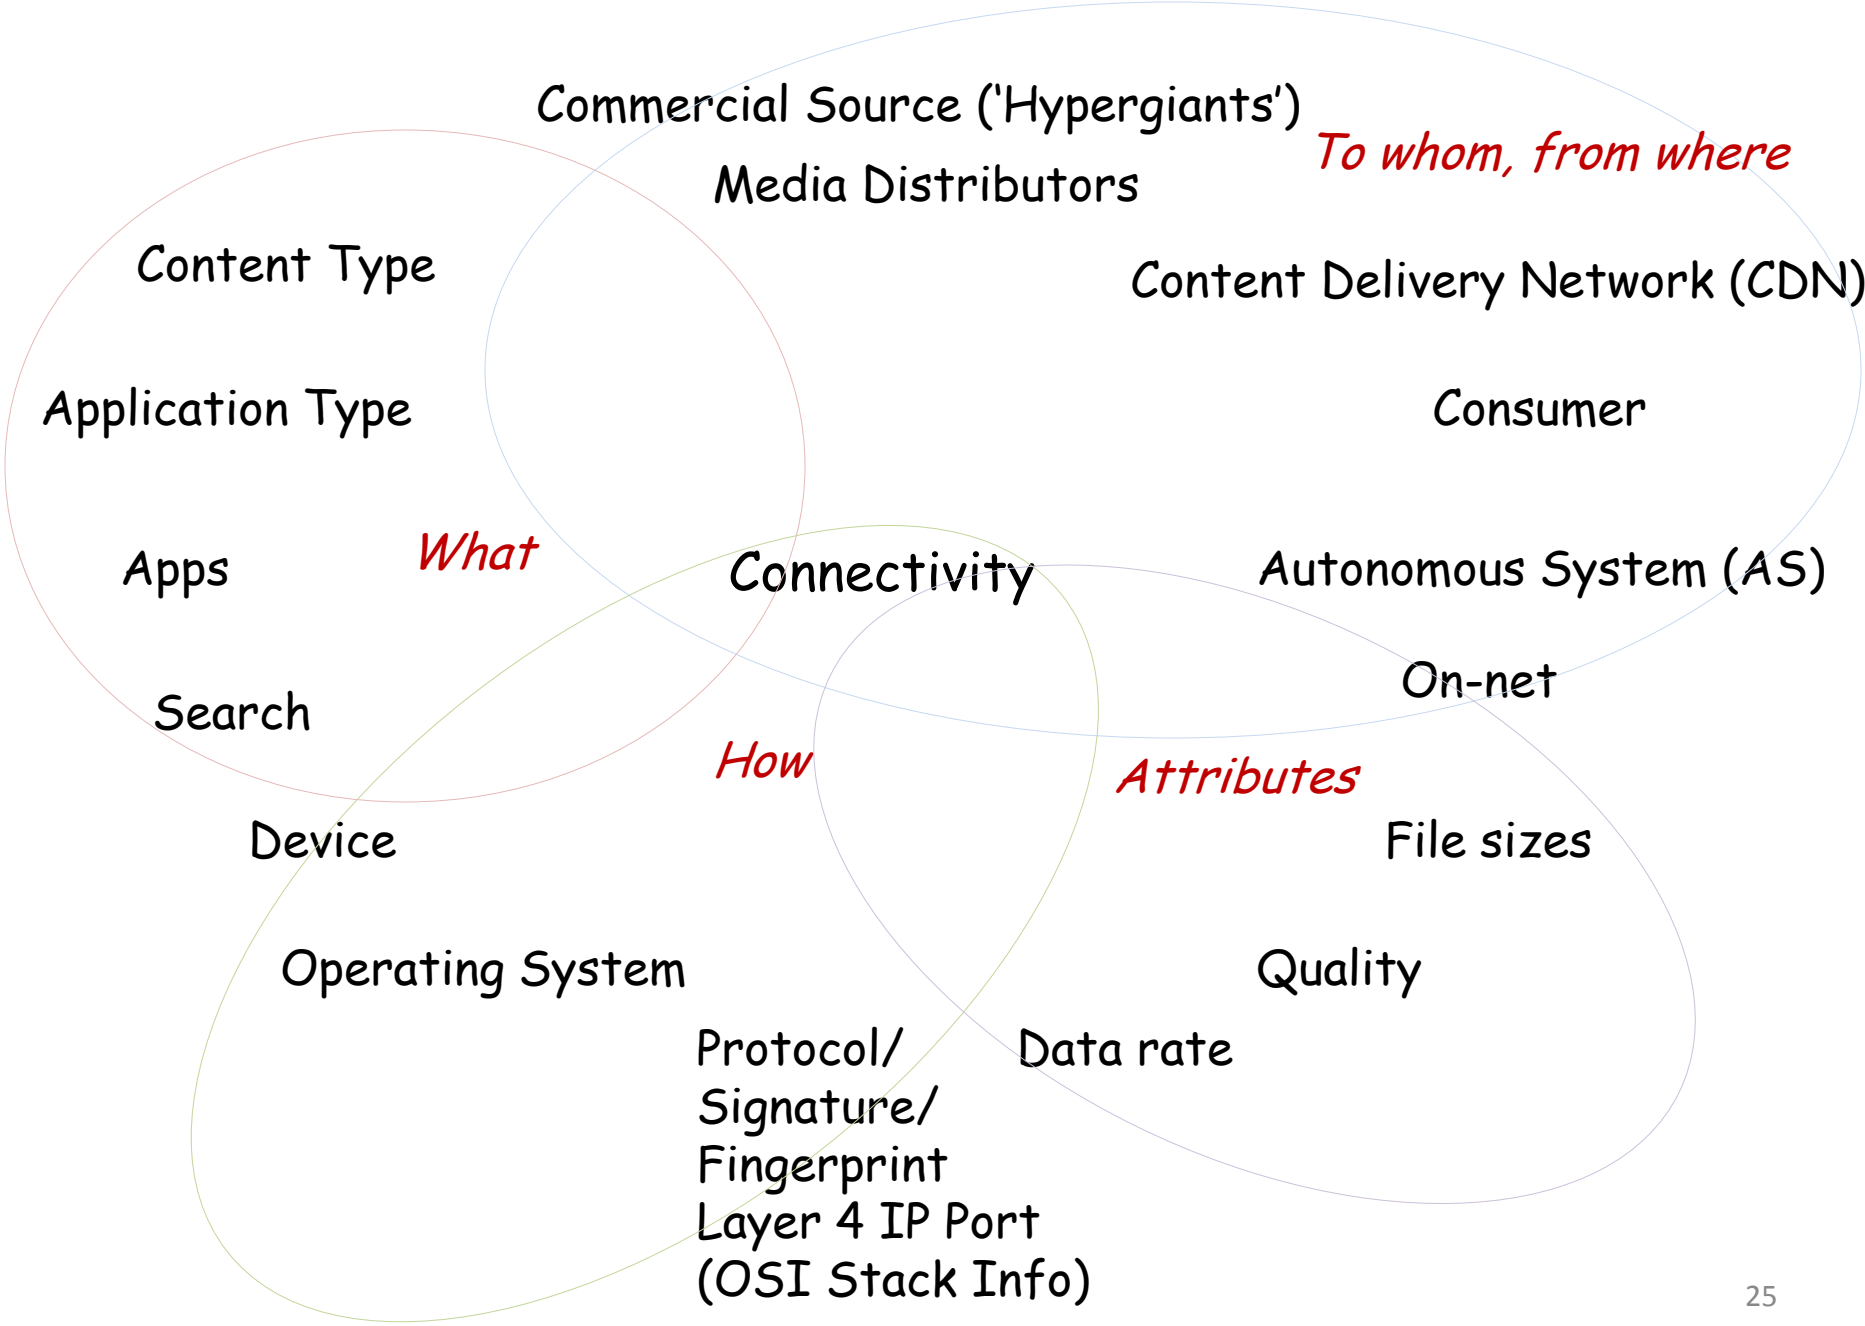 Commercial Source (‘Hypergiants’)
To whom, from where
Media Distributors
Content Type
Content Delivery Network (CDN)
Application Type
Consumer
What
Apps
Connectivity
Autonomous System (AS)
On-net
Search
How
Attributes
Device
File sizes
Operating System
Quality
Protocol/
Signature/
Fingerprint
Layer 4 IP Port
(OSI Stack Info)
Data rate
25